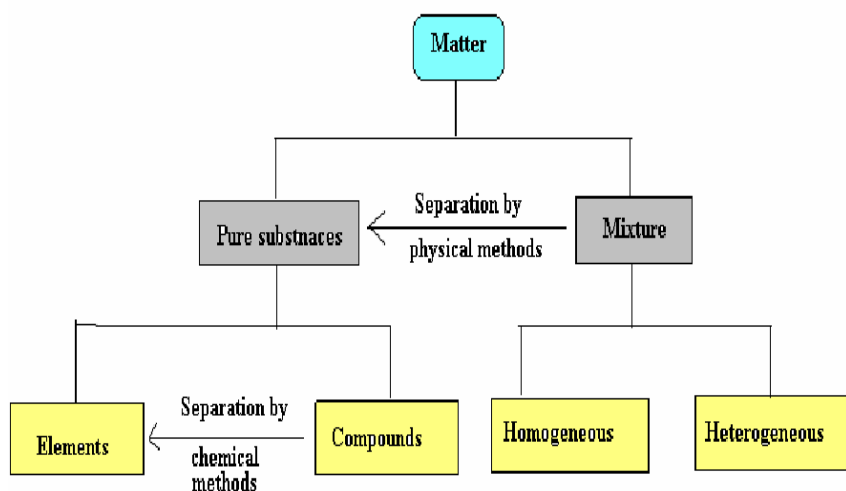 Matter
Pure substnaces
Separation by
physical methods
Mixture
Elements
Separation by
chemical
methods
Compounds
Homogeneous
Heterogeneous